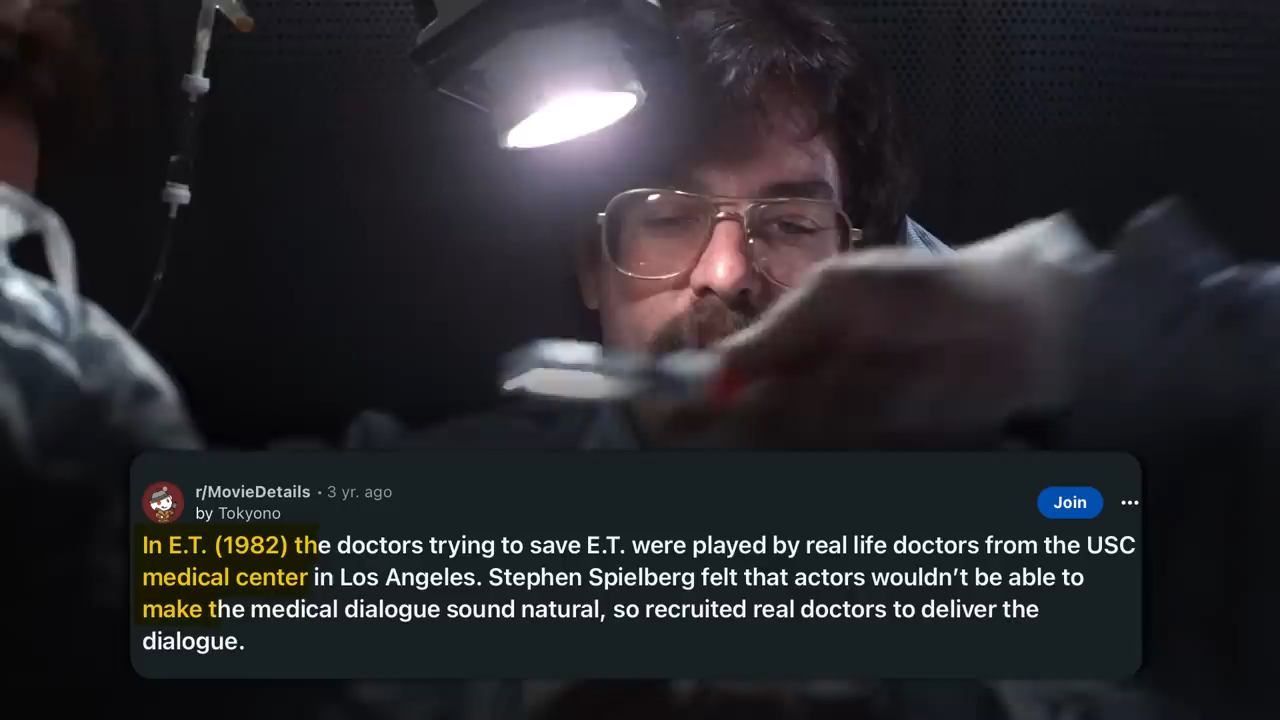 r/MovieDetails • 3 yr. ago
by Tokyono
Join
In E.T. (1982) the doctors trying to save E.T. were played by real life doctors from the USC
medical center in Los Angeles. Stephen Spielberg felt that actors wouldn't be able to
make the medical dialogue sound natural, so recruited real doctors to deliver the
dialogue.